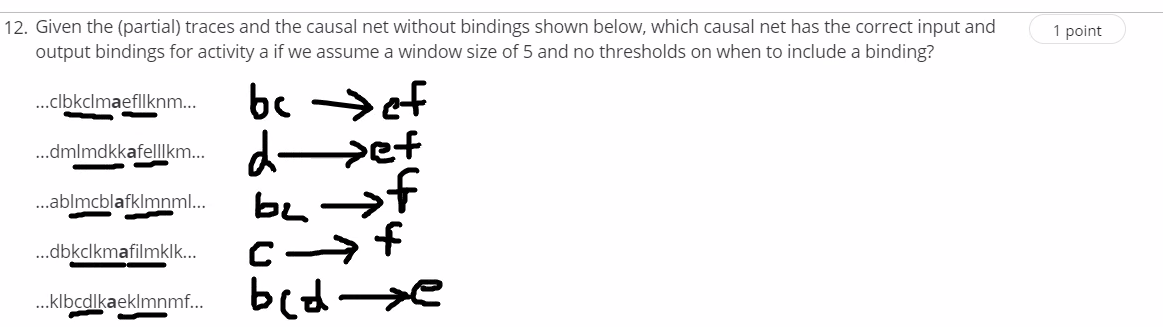 12. Given the (partial) traces and the causal net without bindings shown below, which causal net has the correct input and 1 point
output bindings for activity a if we assume a window size of 5 and no thresholds on when to include a binding?
...clbkclmaefllknm... bc → ef
...dmlmdkkafelllkm... d → ef
...ablmcblafklmnml... bc → f
...dbkclkmafilmklk... c → f
...klbcdlkaeklmnmf... bcd → e